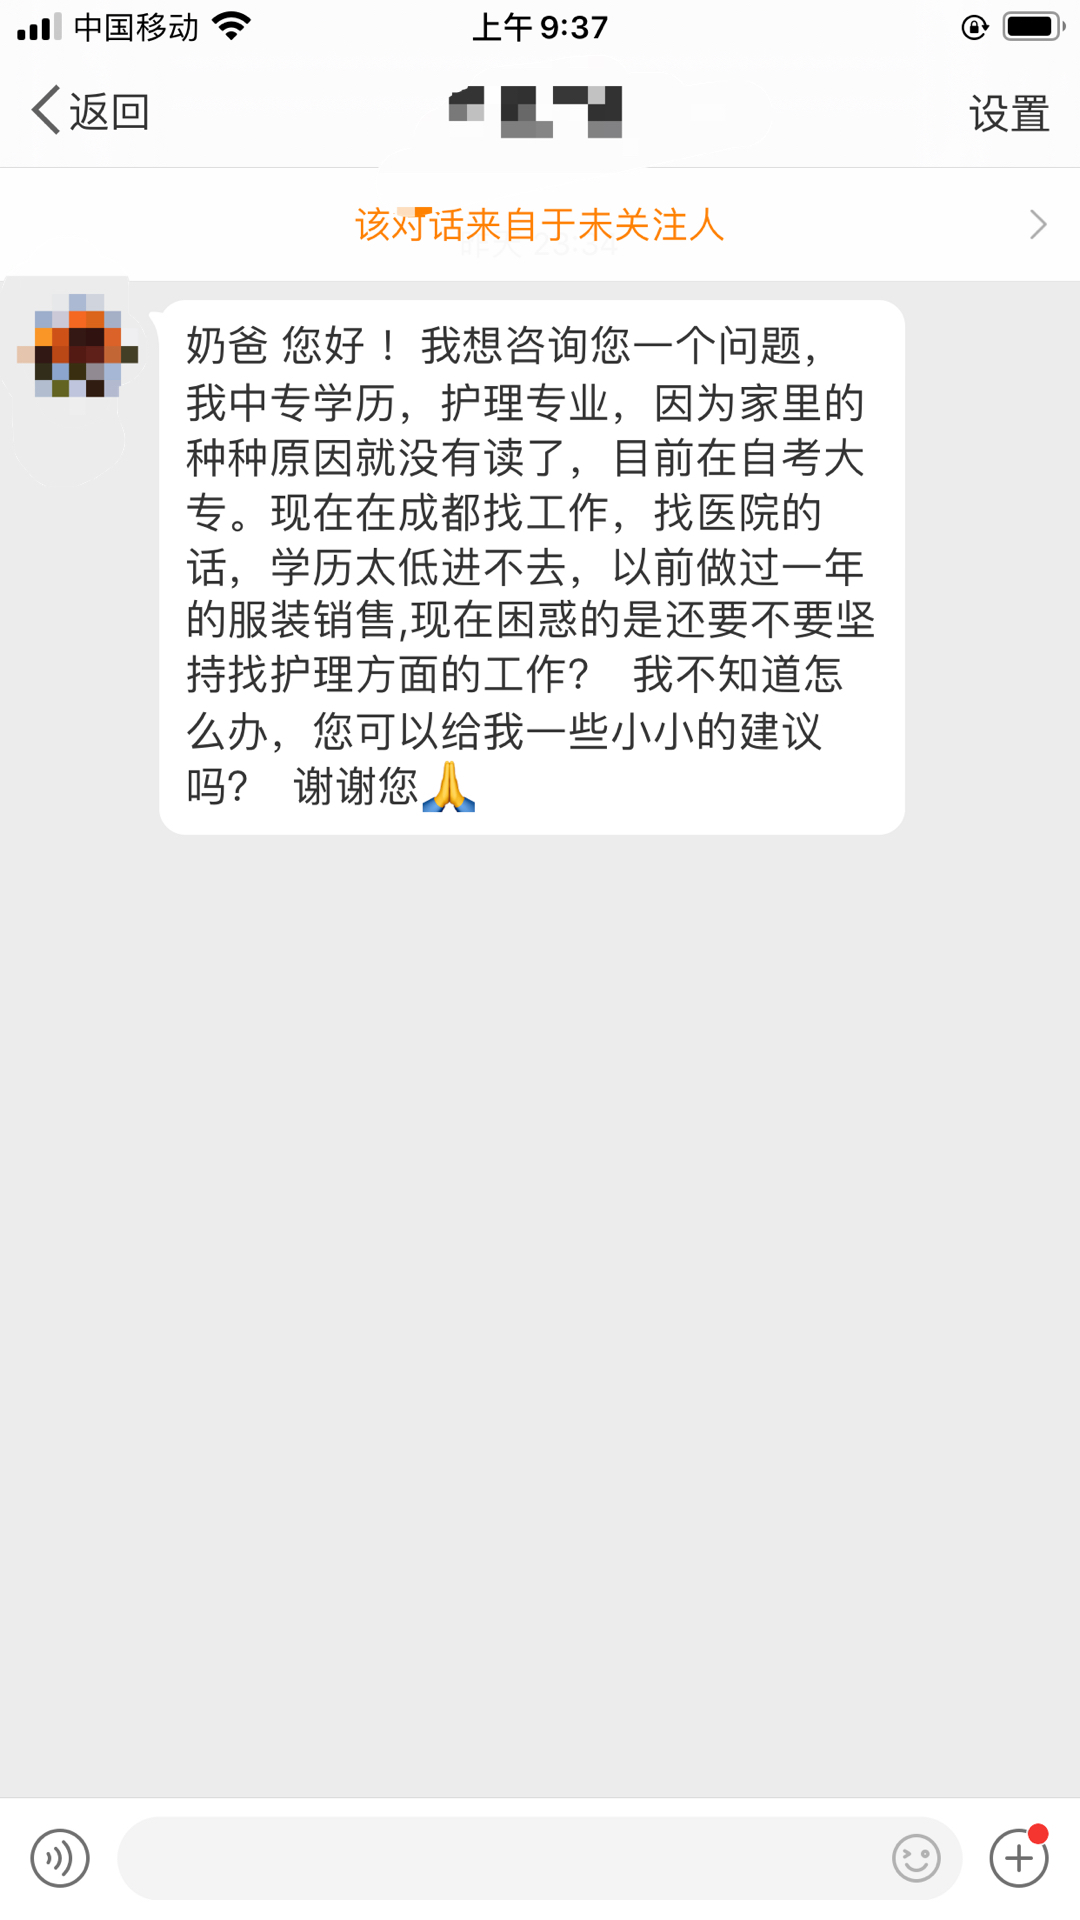 中国移动
上午 9:37
返回
设置
该对话来自于未关注人
昨天 23:34
奶爸 您好！ 我想咨询您一个问题，
我中专学历，护理专业，因为家里的
种种原因就没有读了，目前在自考大
专。现在在成都找工作，找医院的
话，学历太低进不去，以前做过一年
的服装销售,现在困惑的是还要不要坚
持找护理方面的工作？ 我不知道怎
么办，您可以给我一些小小的建议
吗？ 谢谢您🙏